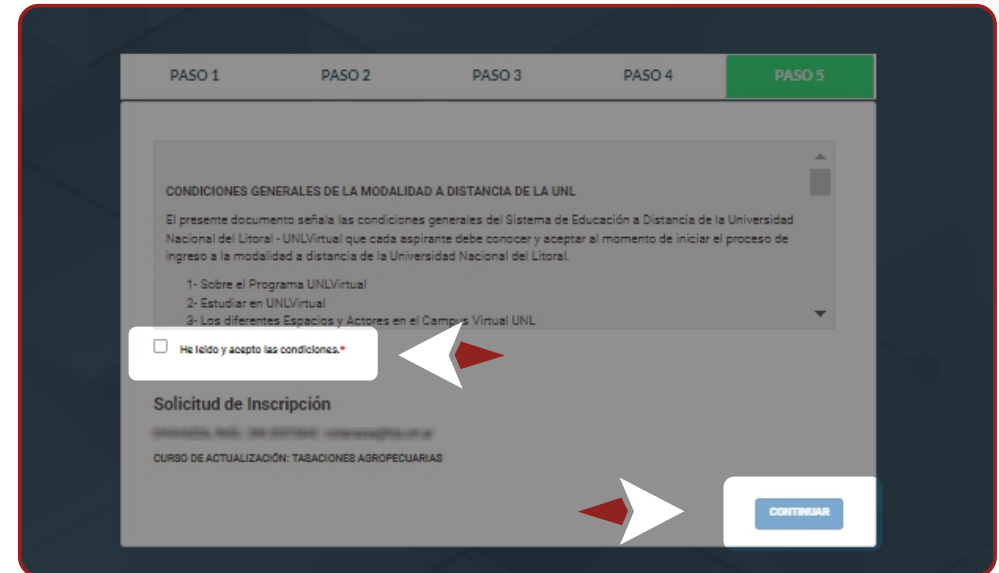 PASO 1 PASO 2 PASO 3 PASO 4 PASO 5
CONDICIONES GENERALES DE LA MODALIDAD A DISTANCIA DE LA UNL
El presente documento señala las condiciones generales del Sistema de Educación a Distancia de la Universidad
Nacional del Litoral - UNLVirtual que cada aspirante debe conocer y aceptar al momento de iniciar el proceso de
ingreso a la modalidad a distancia de la Universidad Nacional del Litoral.
1- Sobre el Programa UNLVirtual
2- Estudiar en UNLVirtual
3- Los diferentes Espacios y Actores en el Campus Virtual UNL
He leído y acepto las condiciones.*
Solicitud de Inscripción
CURSO DE ACTUALIZACIÓN: TASACIONES AGROPECUARIAS
CONTINUAR